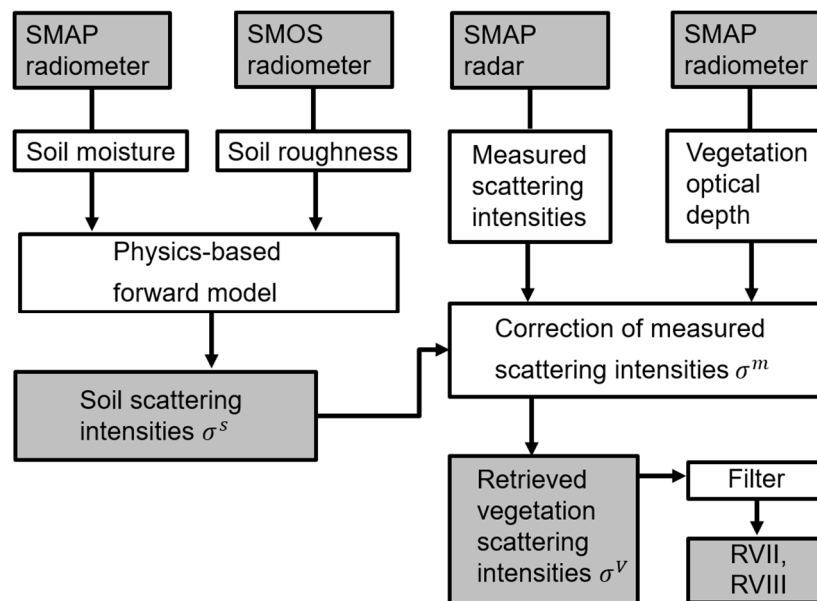 SMAP
radiometer
SMOS
radiometer
SMAP
radar
SMAP
radiometer
Soil moisture
Soil roughness
Measured
scattering
intensities
Vegetation
optical
depth
Physics-based
forward model
Correction of measured
scattering intensities σ^m
Soil scattering
intensities σ^s
Retrieved
vegetation
scattering
intensities σ^V
Filter
RVII,
RVIII